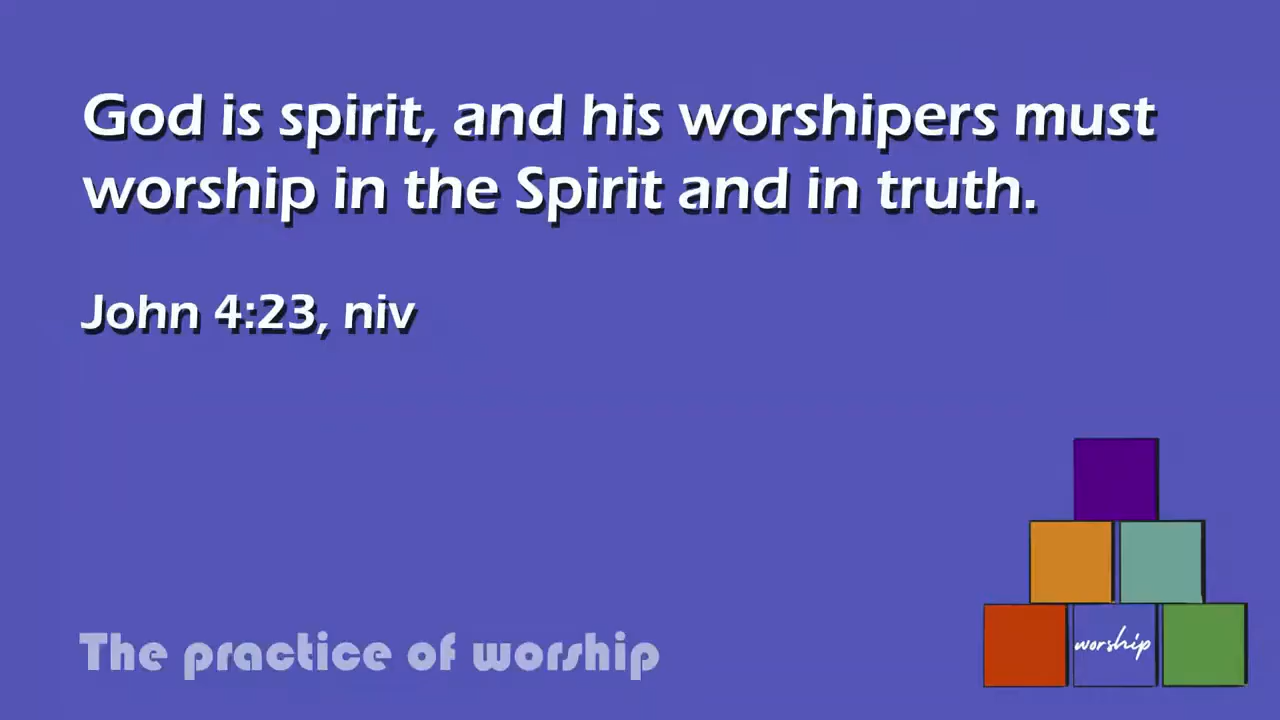 God is spirit, and his worshipers must
worship in the Spirit and in truth.
John 4:23, niv
The practice of worship
worship